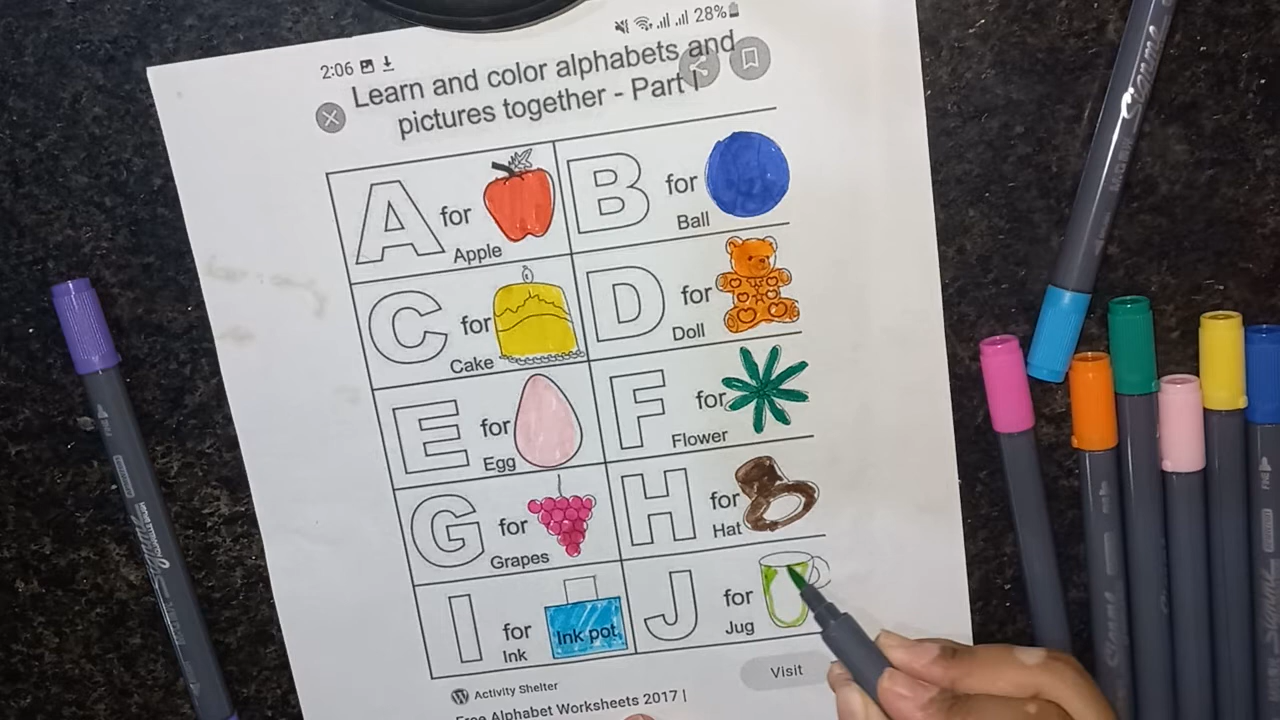 2:06
28%
Learn and color alphabets and
pictures together - Part I
A for
Apple
B for
Ball
C for
Cake
D for
Doll
E for
Egg
F for
Flower
G for
Grapes
H for
Hat
I for
Ink
Ink pot
J for
Jug
Activity Shelter
Visit
Free Alphabet Worksheets 2017 |